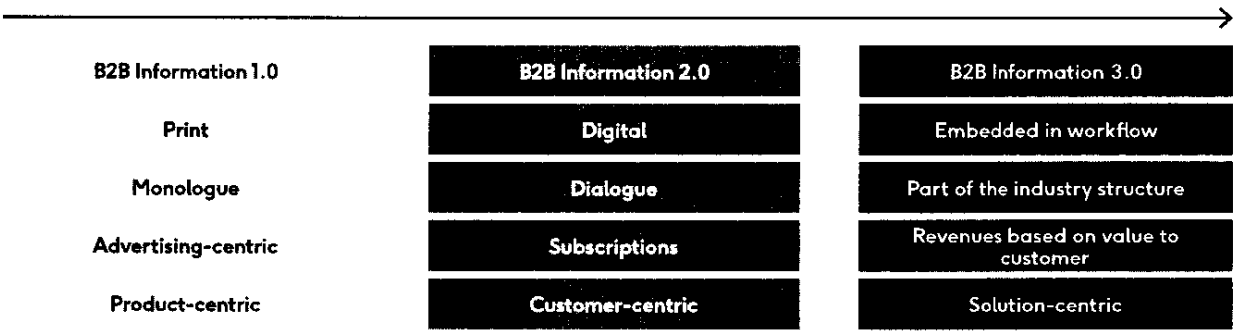 B2B Information 1.0 B2B Information 2.0 B2B Information 3.0
Print Digital Embedded in workflow
Monologue Dialogue Part of the industry structure
Advertising-centric Subscriptions Revenues based on value to
customer
Product-centric Customer-centric Solution-centric